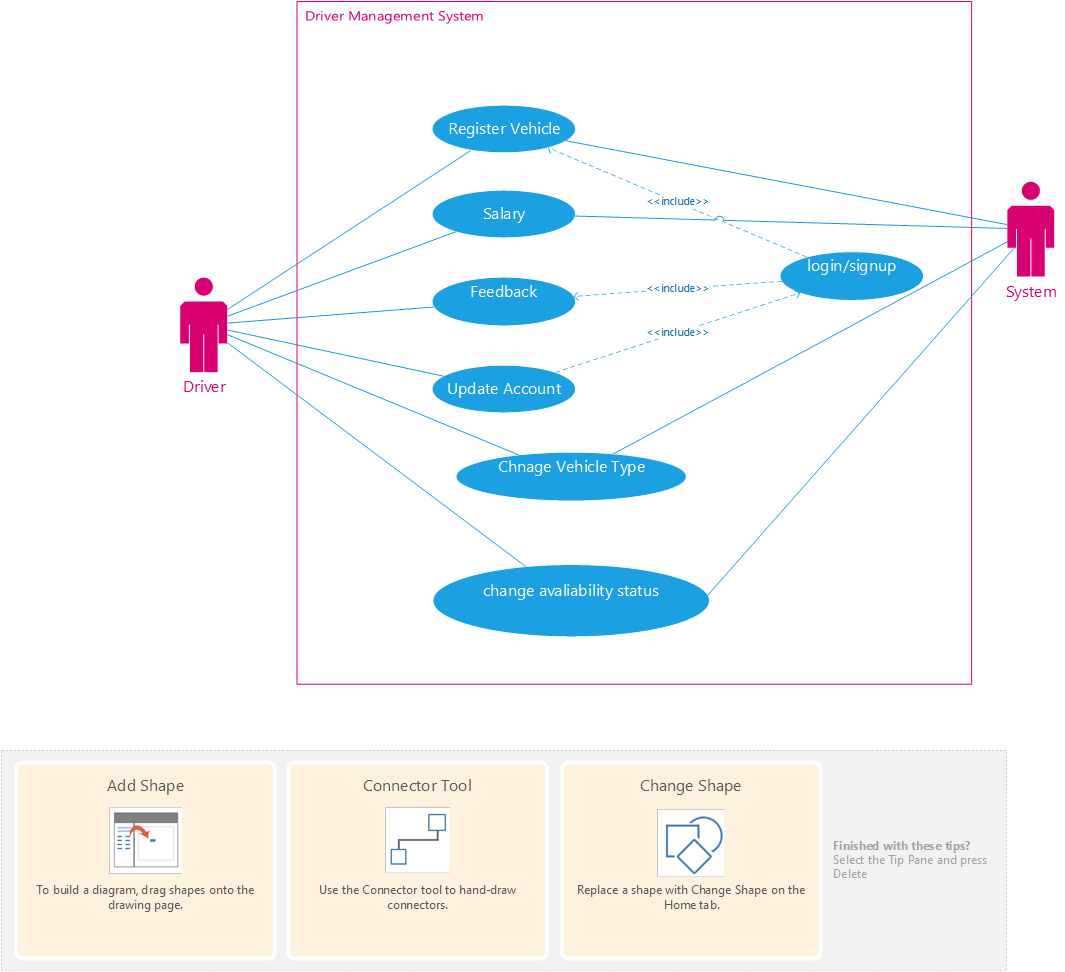 Driver Management System
Register Vehicle
<<include>>
Salary
login/signup
System
Feedback
<<include>>
<<include>>
Driver
Update Account
Chnage Vehicle Type
change avaliability status
Add Shape
To build a diagram, drag shapes onto the
drawing page.
Connector Tool
Use the Connector tool to hand-draw
connectors.
Change Shape
Replace a shape with Change Shape on the
Home tab.
Finished with these tips?
Select the Tip Pane and press
Delete